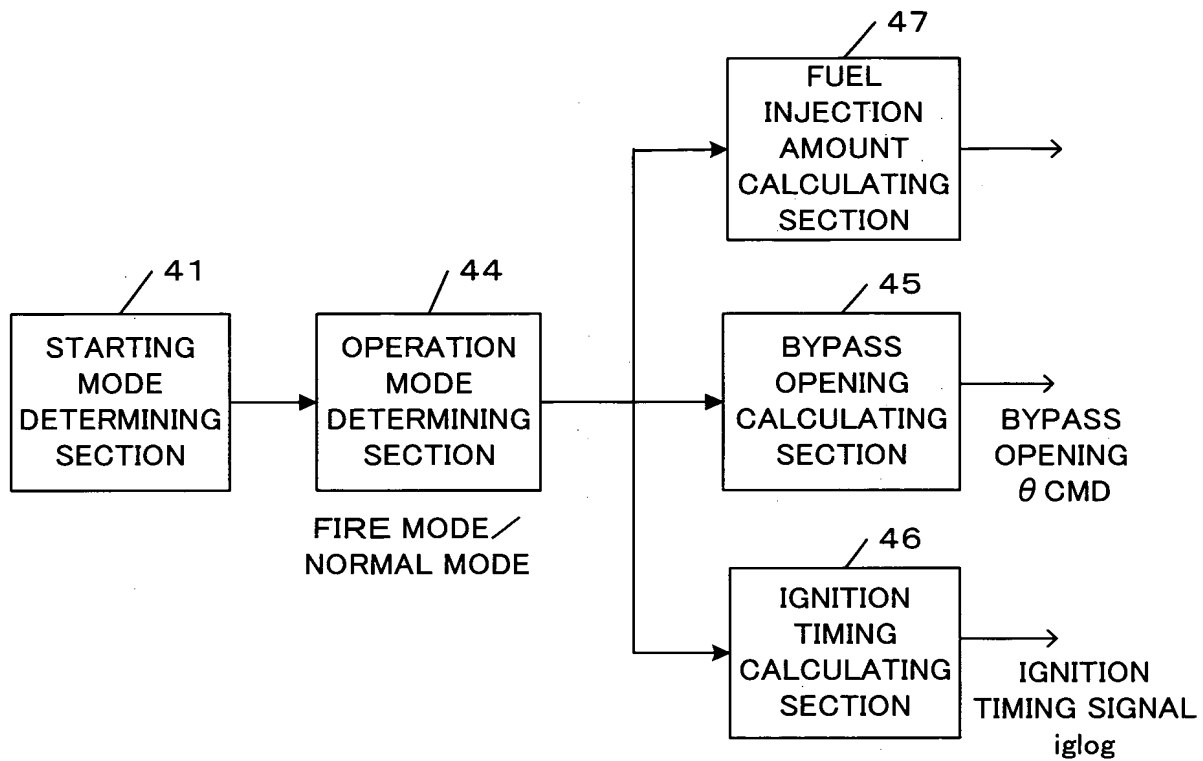 47
FUEL
INJECTION
AMOUNT
CALCULATING
SECTION
41
STARTING
MODE
DETERMINING
SECTION
44
OPERATION
MODE
DETERMINING
SECTION
FIRE MODE/
NORMAL MODE
45
BYPASS
OPENING
CALCULATING
SECTION
BYPASS
OPENING
θ CMD
46
IGNITION
TIMING
CALCULATING
SECTION
IGNITION
TIMING SIGNAL
iglog